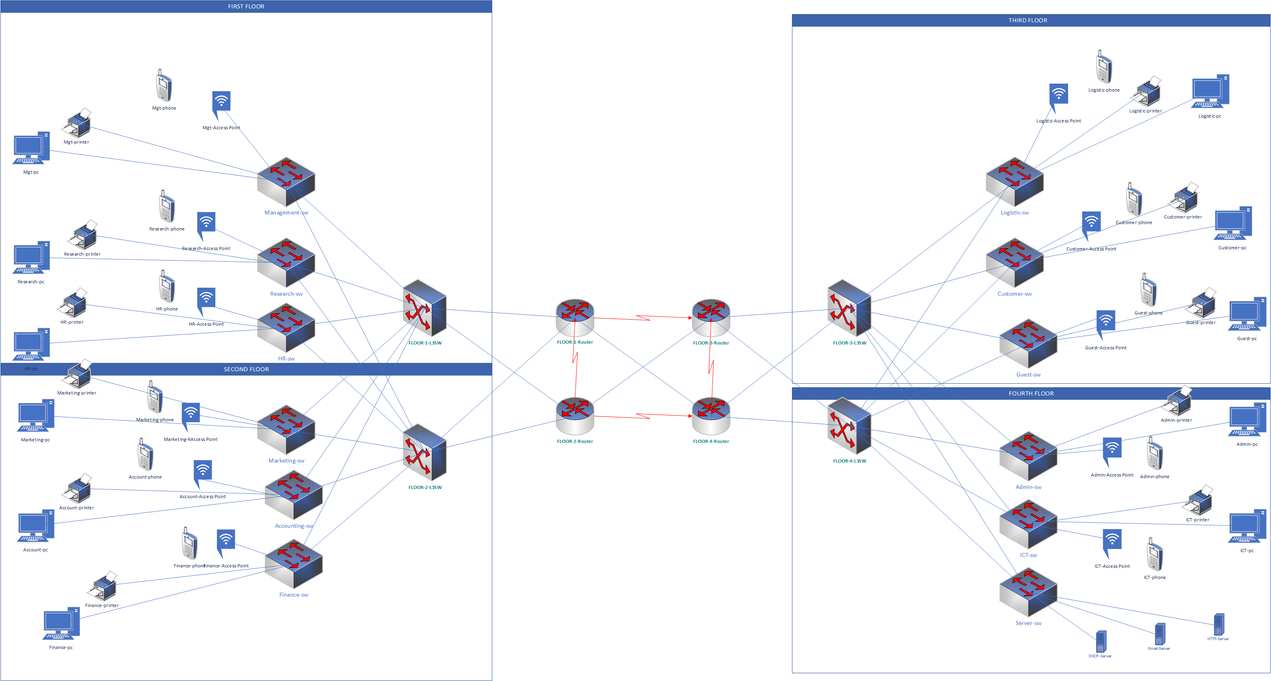 FIRST FLOOR
Mgt-phone
Mgt-Access Point
Mgt-printer
Mgt-pc
Management-sw
Research-phone
Research-Access Point
Research-printer
Research-pc
Research-sw
HR-phone
HR-Access Point
HR-printer
HR-pc
HR-sw
FLOOR-1-L3SW
SECOND FLOOR
Marketing-printer
Marketing-phone
Marketing-RAccess Point
Marketing-pc
Marketing-sw
Account-phone
Account-Access Point
Account-printer
Account-pc
Accounting-sw
Finance-phone
Finance-Access Point
Finance-printer
Finance-pc
Finance-sw
FLOOR-2-L3SW
FLOOR-1-Router
FLOOR-3-Router
FLOOR-2-Router
FLOOR-4-Router
THIRD FLOOR
Logistic-phone
Logistic-Access Point
Logistic-printer
Logistic-pc
Logistic-sw
Customer-phone
Customer-printer
Customer-Access Point
Customer-pc
Customer-sw
Guest-phone
Guest-printer
Guest-Access Point
Guest-pc
Guest-sw
FLOOR-3-L3SW
FOURTH FLOOR
Admin-printer
Admin-pc
Admin-Access Point
Admin-phone
Admin-sw
FLOOR-4-L3SW
ICT-printer
ICT-pc
ICT-Access Point
ICT-phone
ICT-sw
Server-sw
DHCP-Server
Email-Server
HTTP-Server